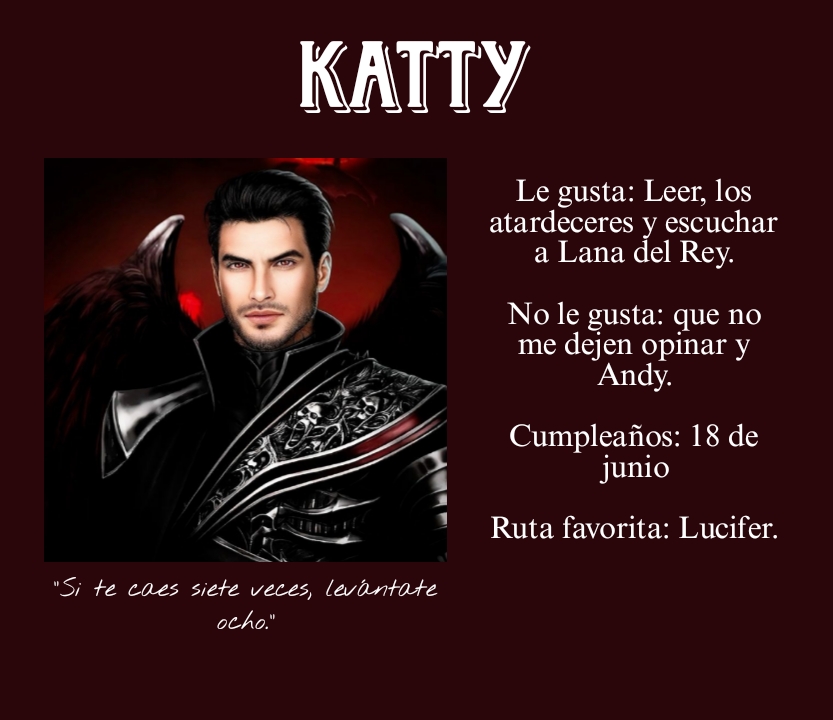 KATTY
Le gusta: Leer, los
atardeceres y escuchar
a Lana del Rey.
No le gusta: que no
me dejen opinar y
Andy.
Cumpleaños: 18 de
junio
Ruta favorita: Lucifer.
"Si te caes siete veces, levántate
ocho."